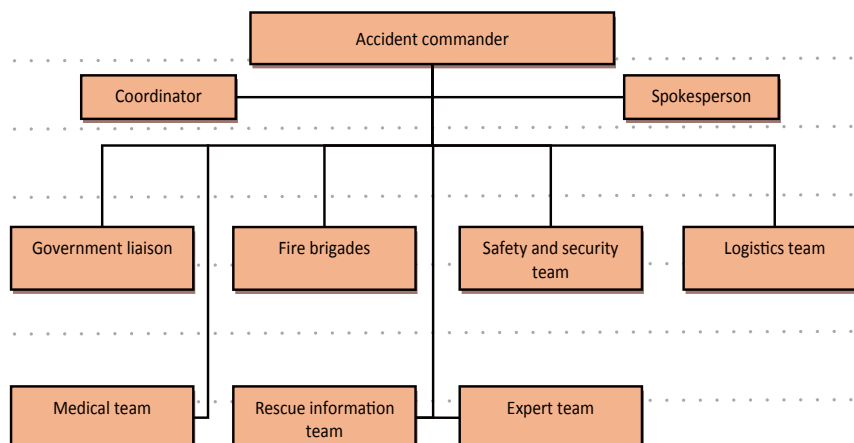 Accident commander
Coordinator
Spokesperson
Government liaison
Fire brigades
Safety and security
team
Logistics team
Medical team
Rescue information
team
Expert team